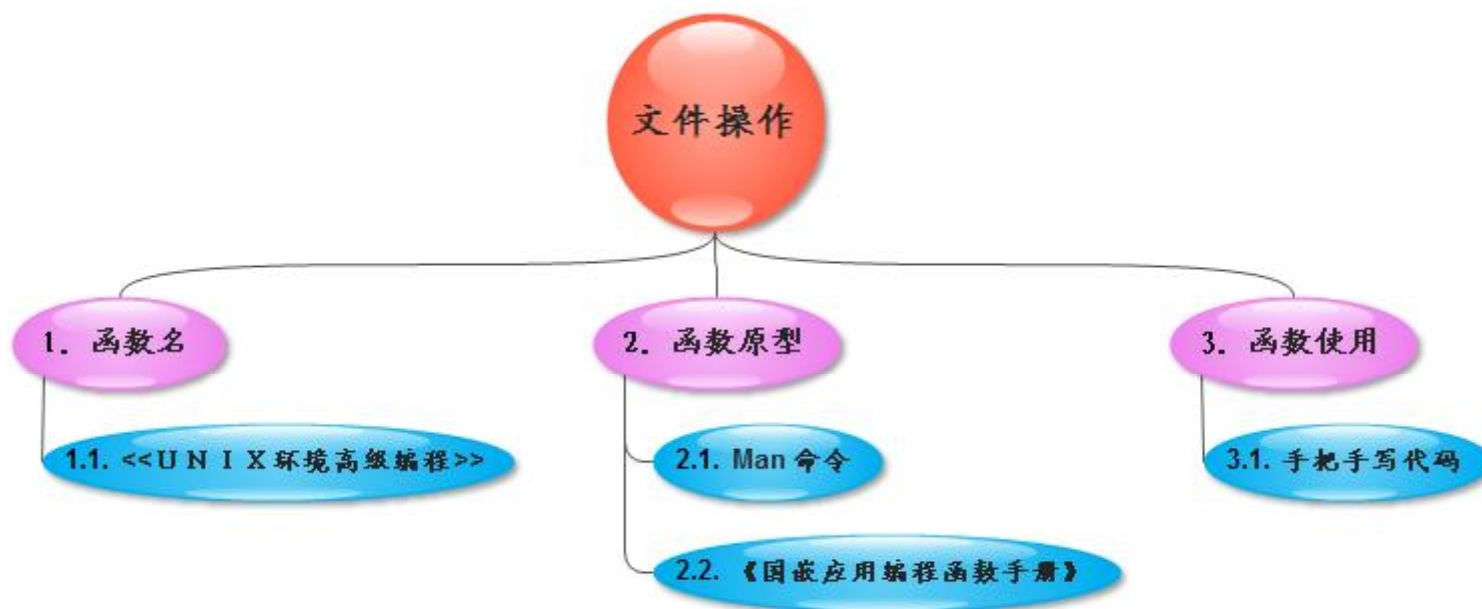 文件操作
1. 函数名
2. 函数原型
3. 函数使用
1.1. <<ＵＮＩＸ环境高级编程>>
2.1. Man 命令
3.1. 手把手写代码
2.2. 《国嵌应用编程函数手册》